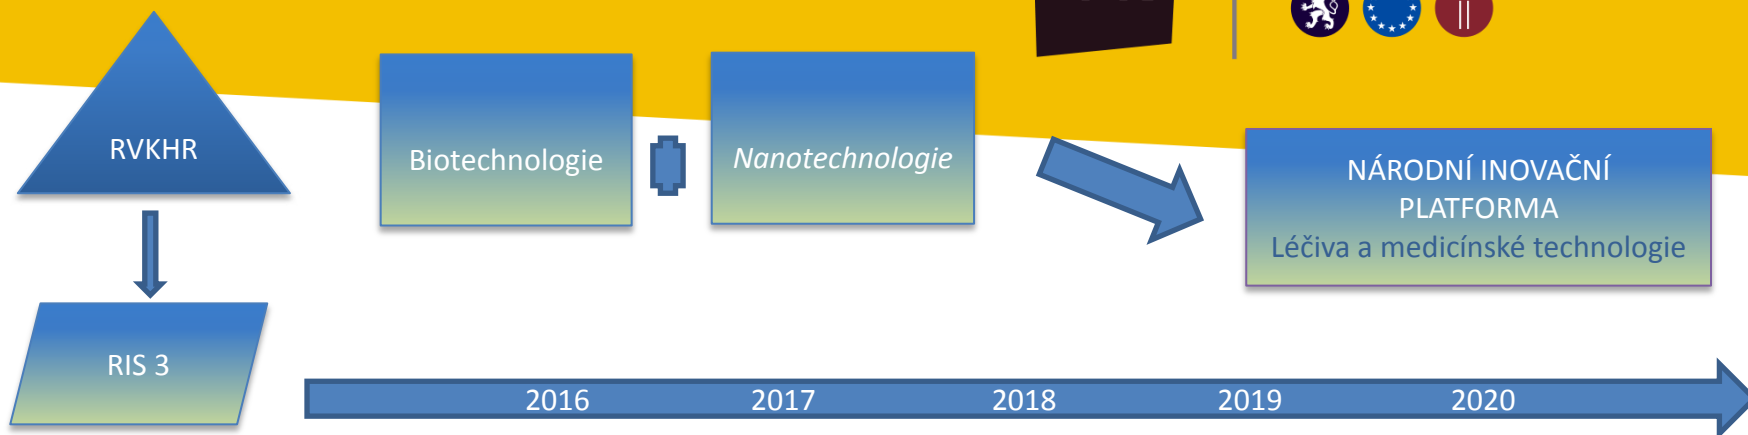 RVKHR
Biotechnologie
Nanotechnologie
NÁRODNÍ INOVAČNÍ
PLATFORMA
Léčiva a medicínské technologie
RIS 3
2016 2017 2018 2019 2020